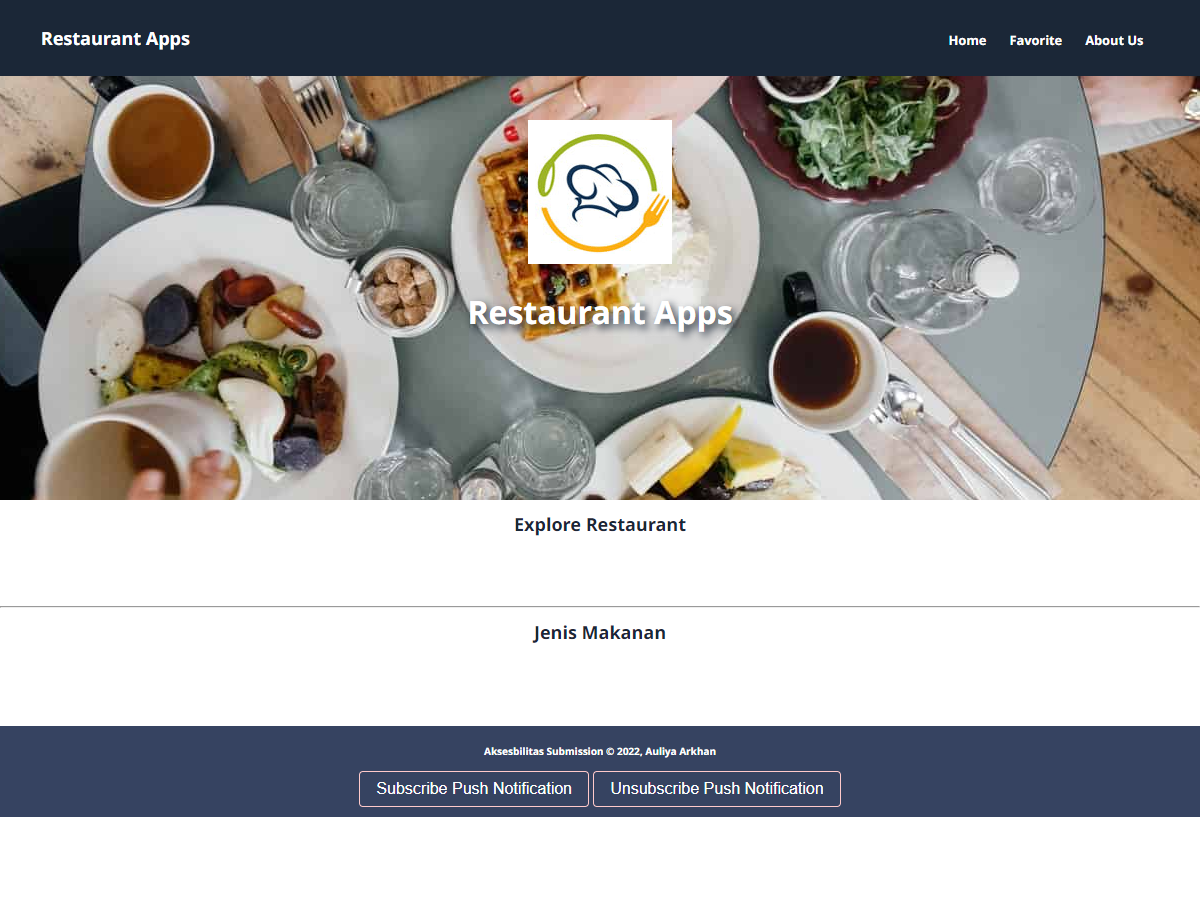 Restaurant Apps
Home Favorite About Us
Restaurant Apps
Explore Restaurant
Jenis Makanan
Aksesbilitas Submission © 2022, Auliya Arkhan
Subscribe Push Notification Unsubscribe Push Notification